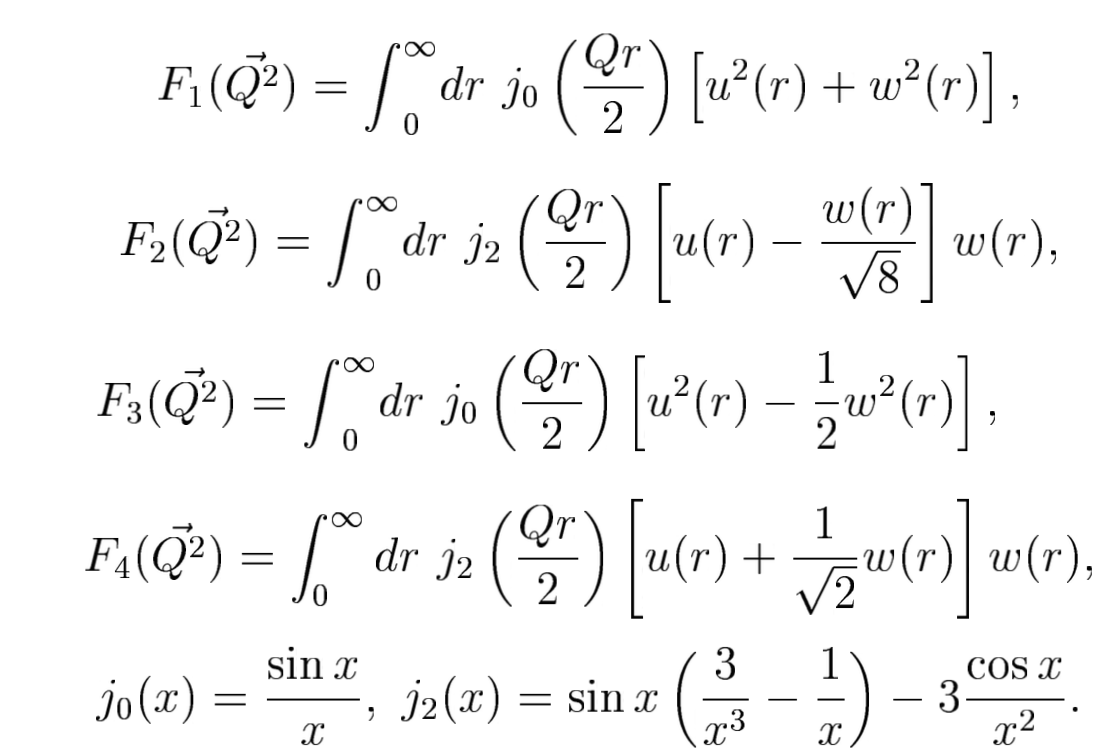 $F_1(\vec{Q^2}) = \int_0^\infty dr \ j_0 \left( \frac{Qr}{2} \right) \left[ u^2(r) + w^2(r) \right],$
$F_2(\vec{Q^2}) = \int_0^\infty dr \ j_2 \left( \frac{Qr}{2} \right) \left[ u(r) - \frac{w(r)}{\sqrt{8}} \right] w(r),$
$F_3(\vec{Q^2}) = \int_0^\infty dr \ j_0 \left( \frac{Qr}{2} \right) \left[ u^2(r) - \frac{1}{2} w^2(r) \right],$
$F_4(\vec{Q^2}) = \int_0^\infty dr \ j_2 \left( \frac{Qr}{2} \right) \left[ u(r) + \frac{1}{\sqrt{2}} w(r) \right] w(r),$
$j_0(x) = \frac{\sin x}{x}, \ j_2(x) = \sin x \left( \frac{3}{x^3} - \frac{1}{x} \right) - 3 \frac{\cos x}{x^2}.$